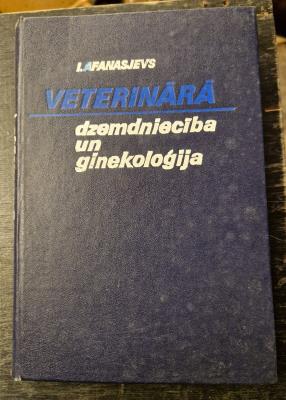 I.AFANASJEVS
VETERINĀRĀ
dzemdniecība
un
ginekoloģija